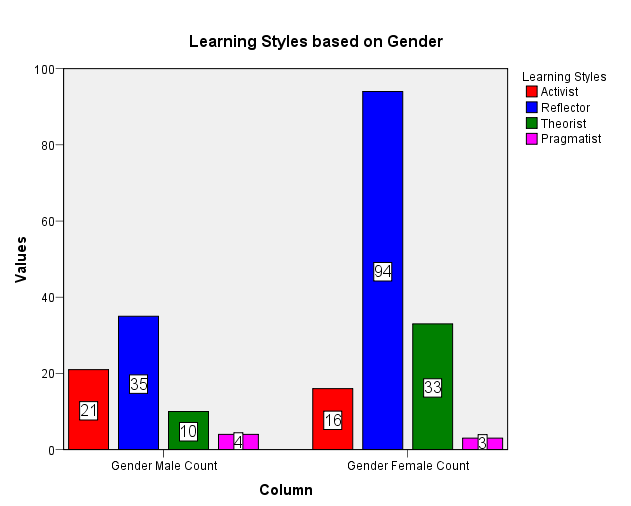 Learning Styles based on Gender
Learning Styles
Activist
Reflector
Theorist
Pragmatist
Values
100
80
60
40
20
0
21
35
10
4
16
94
33
3
Gender Male Count
Gender Female Count
Column